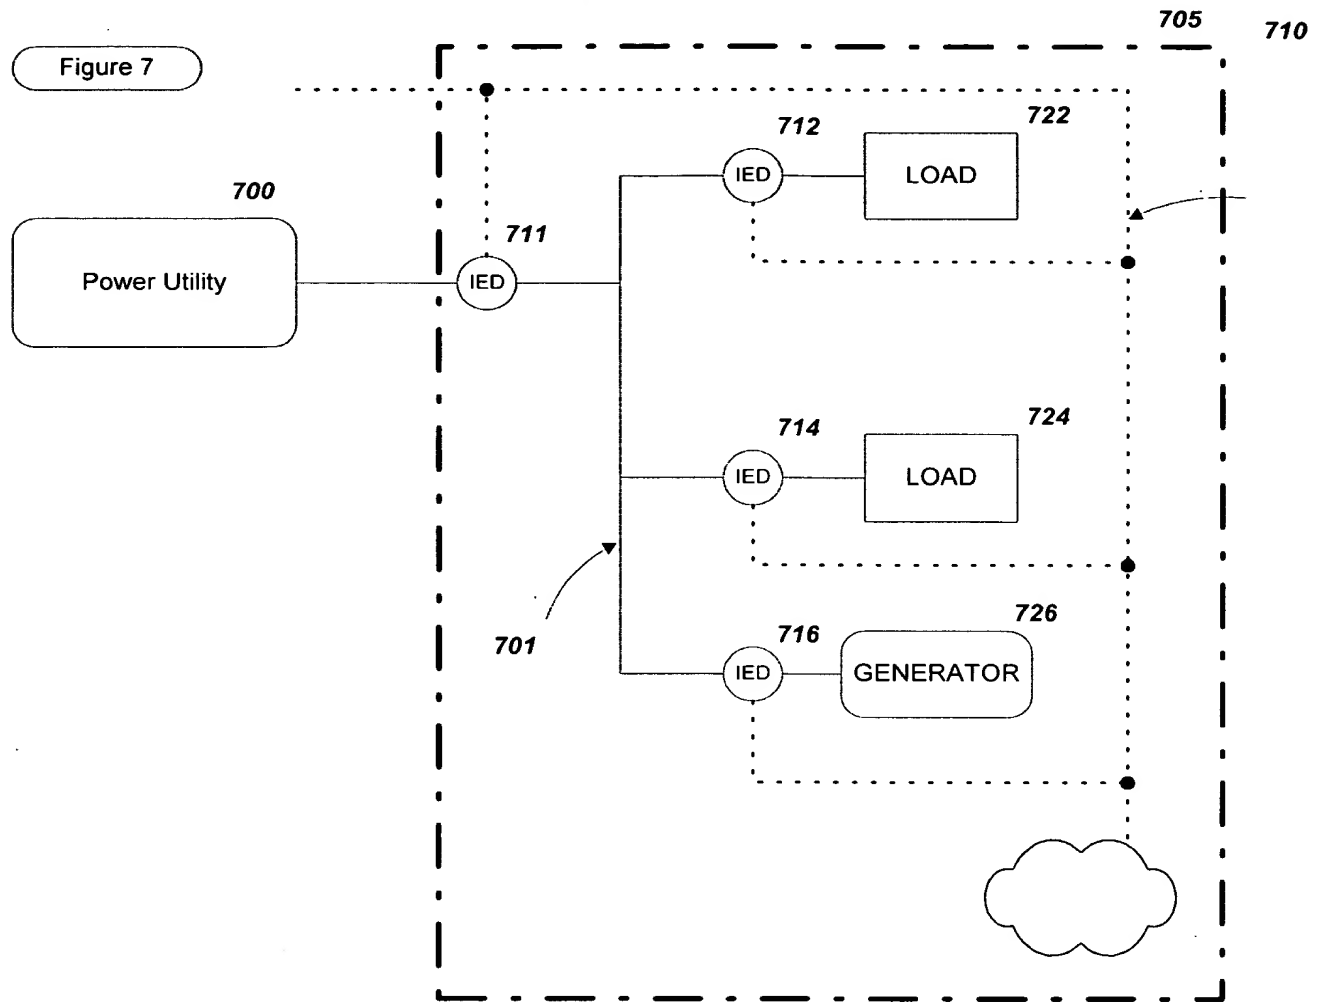 705
710
Figure 7
712
722
IED
LOAD
700
711
Power Utility
IED
714
724
IED
LOAD
701
716
726
IED
GENERATOR